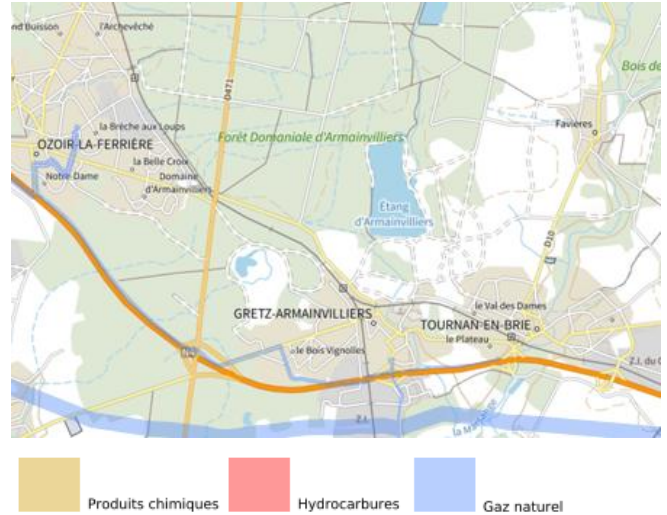 nd Buisson
l'Archevêché
D471
Bois de
la Brèche aux Loups
Forêt Domaniale d'Armainvilliers
Favières
OZOIR-LA-FERRIÈRE
la Belle Croix
Notre Dame
Domaine
d'Armainvilliers
Étang
d'Armainvilliers
D10
le Val des Dames
GRETZ-ARMAINVILLIERS
TOURNAN-EN-BRIE
le Plateau
N4
le Bois Vignolles
Z.I. du G
Z.I.
la Marsange
Produits chimiques
Hydrocarbures
Gaz naturel